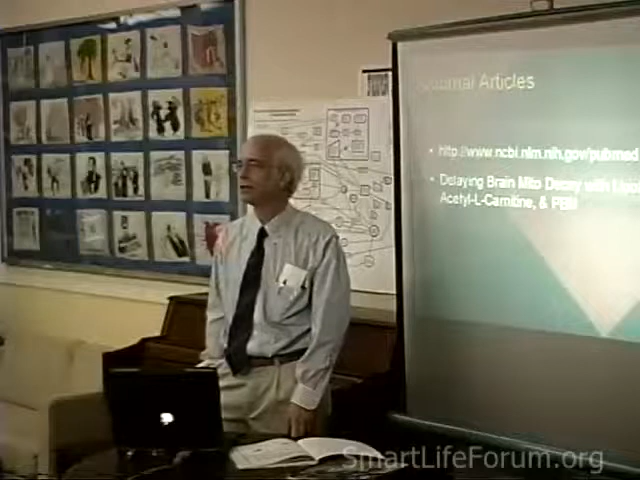 Journal Articles
• http://www.ncbi.nlm.nih.gov/pubmed
• Delaying Brain Mito Decay with Lipoic
Acetyl-L-Carnitine, & PBN
SmartLifeForum.org